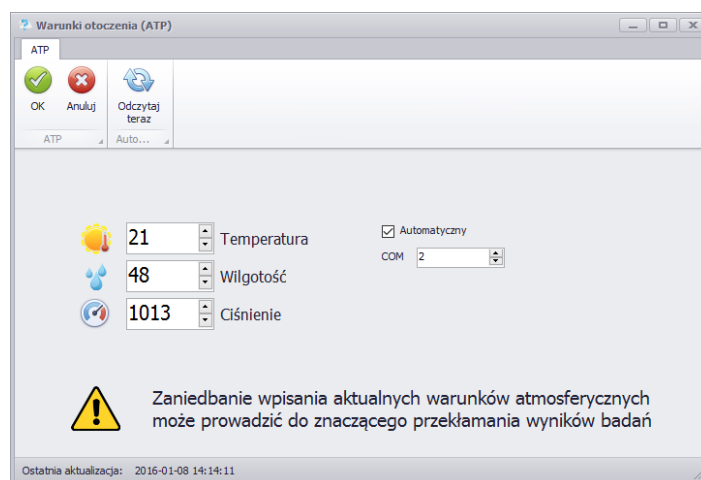 Warunki otoczenia (ATP)
ATP
OK
Anuluj
Odczytaj
teraz
ATP
Auto...
21
Temperatura
Automatyczny
COM
2
48
Wilgotość
1013
Ciśnienie
Zaniedbanie wpisania aktualnych warunków atmosferycznych
może prowadzić do znaczącego przekłamania wyników badań
Ostatnia aktualizacja: 2016-01-08 14:14:11